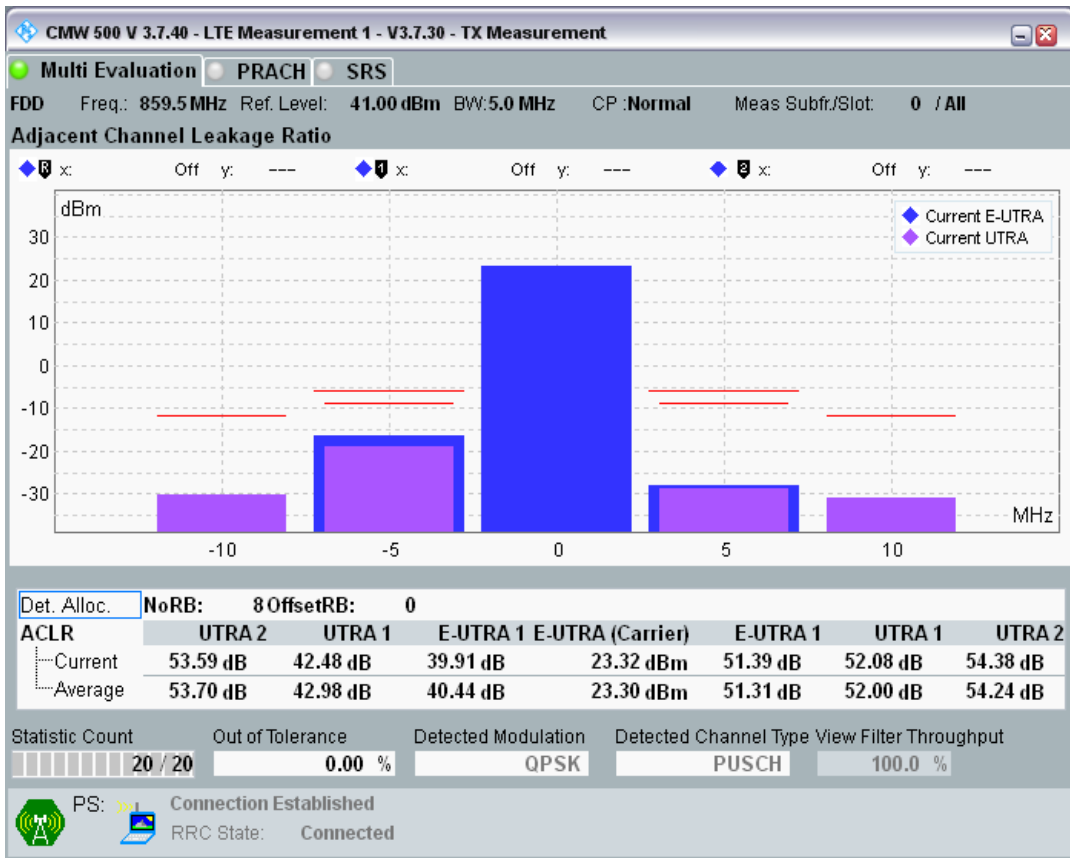 CMW 500 V 3.7.40 - LTE Measurement 1 - V3.7.30 - TX Measurement
Multi Evaluation PRACH SRS
FDD Freq.: 859.5 MHz Ref. Level: 41.00 dBm BW:5.0 MHz CP :Normal Meas Subfr./Slot: 0 / All
Adjacent Channel Leakage Ratio
R x: Off y: --- 1 x: Off y: --- 2 x: Off y: ---
dBm
Current E-UTRA
Current UTRA
30
20
10
0
-10
-20
-30
MHz
-10 -5 0 5 10
Det. Alloc. NoRB: 8 OffsetRB: 0
ACLR UTRA 2 UTRA 1 E-UTRA 1 E-UTRA (Carrier) E-UTRA 1 UTRA 1 UTRA 2
Current 53.59 dB 42.48 dB 39.91 dB 23.32 dBm 51.39 dB 52.08 dB 54.38 dB
Average 53.70 dB 42.98 dB 40.44 dB 23.30 dBm 51.31 dB 52.00 dB 54.24 dB
Statistic Count Out of Tolerance Detected Modulation Detected Channel Type View Filter Throughput
20 / 20 0.00 % QPSK PUSCH 100.0 %
PS: Connection Established
RRC State: Connected